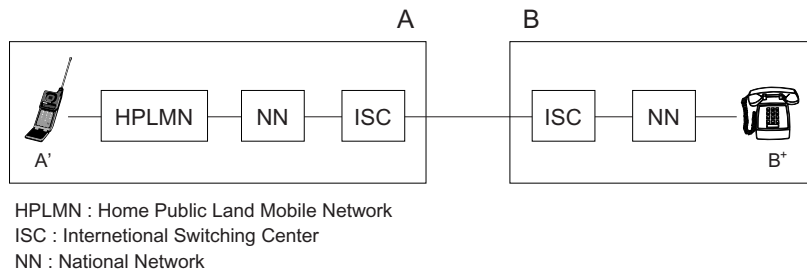 A B
HPLMN NN ISC ISC NN
A' B+
HPLMN : Home Public Land Mobile Network
ISC : Internetional Switching Center
NN : National Network